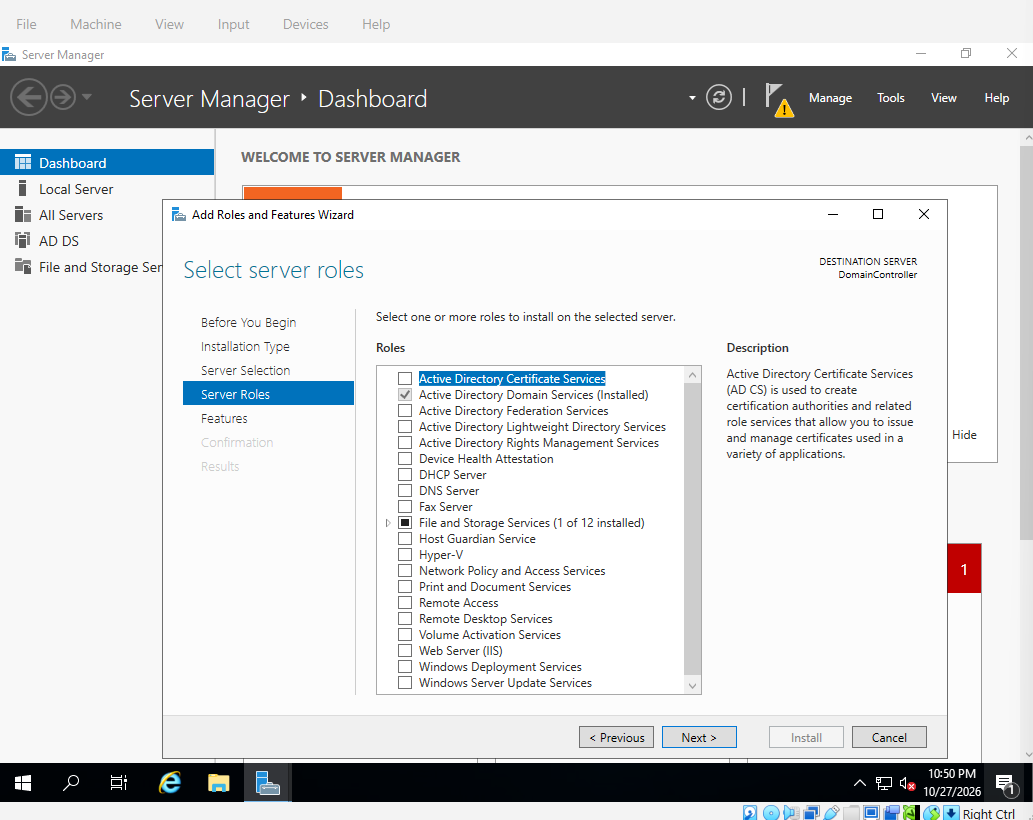 File Machine View Input Devices Help
Server Manager
Server Manager Dashboard
Manage Tools View Help
Dashboard
Local Server
All Servers
AD DS
File and Storage Ser
WELCOME TO SERVER MANAGER
Add Roles and Features Wizard
Select server roles
DESTINATION SERVER
DomainController
Before You Begin
Installation Type
Server Selection
Server Roles
Features
Confirmation
Results
Select one or more roles to install on the selected server.
Roles
Active Directory Certificate Services
Active Directory Domain Services (Installed)
Active Directory Federation Services
Active Directory Lightweight Directory Services
Active Directory Rights Management Services
Device Health Attestation
DHCP Server
DNS Server
Fax Server
File and Storage Services (1 of 12 installed)
Host Guardian Service
Hyper-V
Network Policy and Access Services
Print and Document Services
Remote Access
Remote Desktop Services
Volume Activation Services
Web Server (IIS)
Windows Deployment Services
Windows Server Update Services
Description
Active Directory Certificate Services
(AD CS) is used to create
certification authorities and related
role services that allow you to issue
and manage certificates used in a
variety of applications.
Hide
1
< Previous
Next >
Install
Cancel
10:50 PM
10/27/2026
1
Right Ctrl